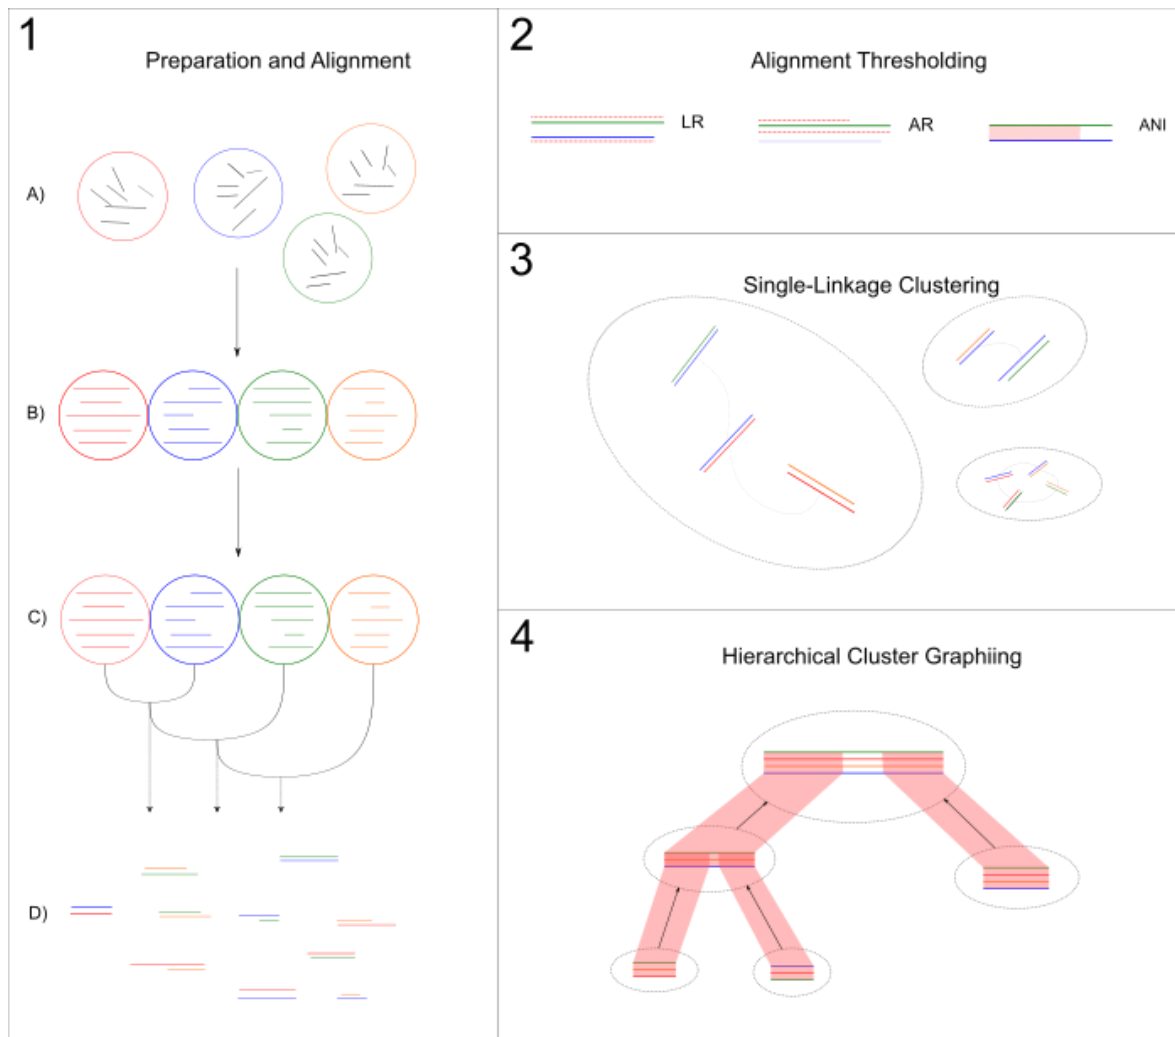 1
Preparation and Alignment
A)
B)
C)
D)
2
Alignment Thresholding
LR
AR
ANI
3
Single-Linkage Clustering
4
Hierarchical Cluster Graphiing